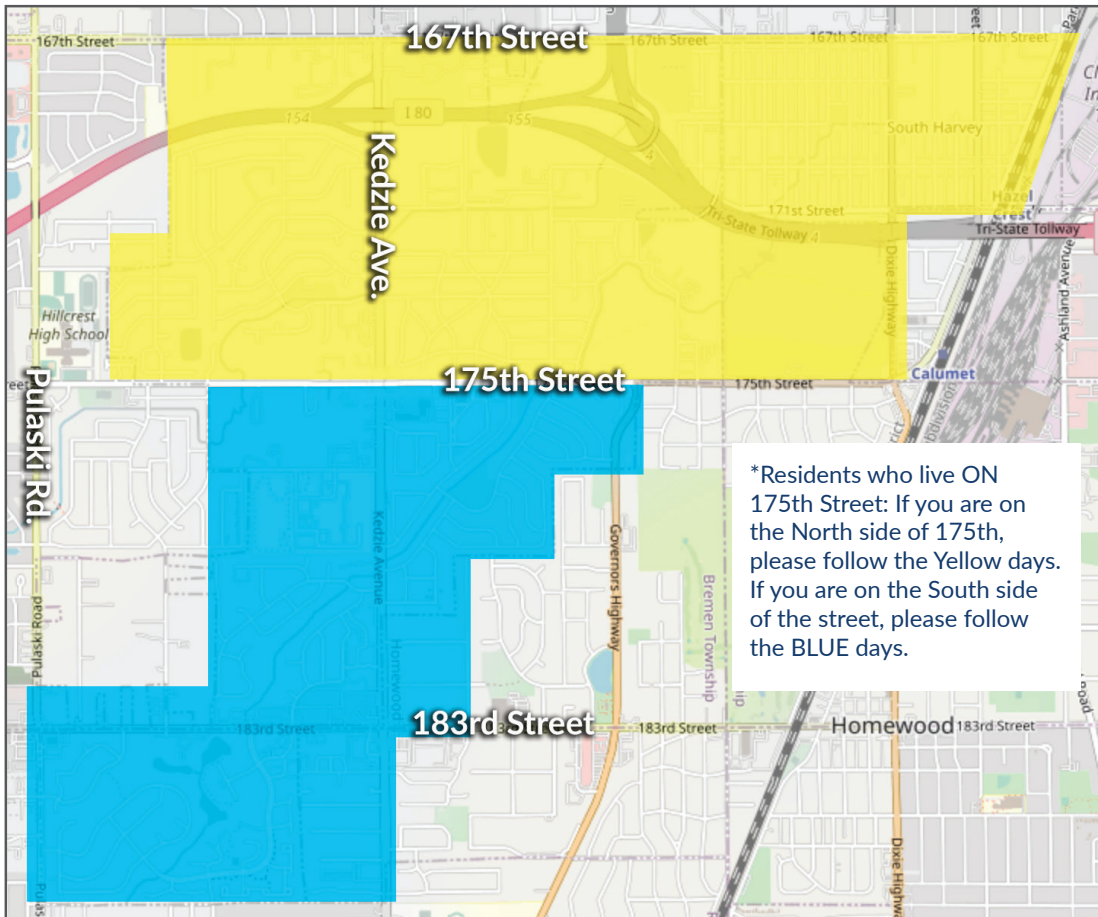 167th Street
167th Street
167th Street
167th Street
167th Street
I 80
154
155
4
South Harvey
Kedzie Ave.
171st Street
Hazel
Crest
Tri-State Tollway 4
Tri-State Tollway
Dixie Highway
Ashland Avenue
Hillcrest
High School
175th Street
175th Street
Calumet
Pulaski Rd.
*Residents who live ON
175th Street: If you are on
the North side of 175th,
please follow the Yellow days.
If you are on the South side
of the street, please follow
the BLUE days.
Kedzie Avenue
Governors Highway
Bremen Township
Pulaski Road
Homewood
183rd Street
183rd Street
183rd Street
Homewood
183rd Street
Dixie Highway